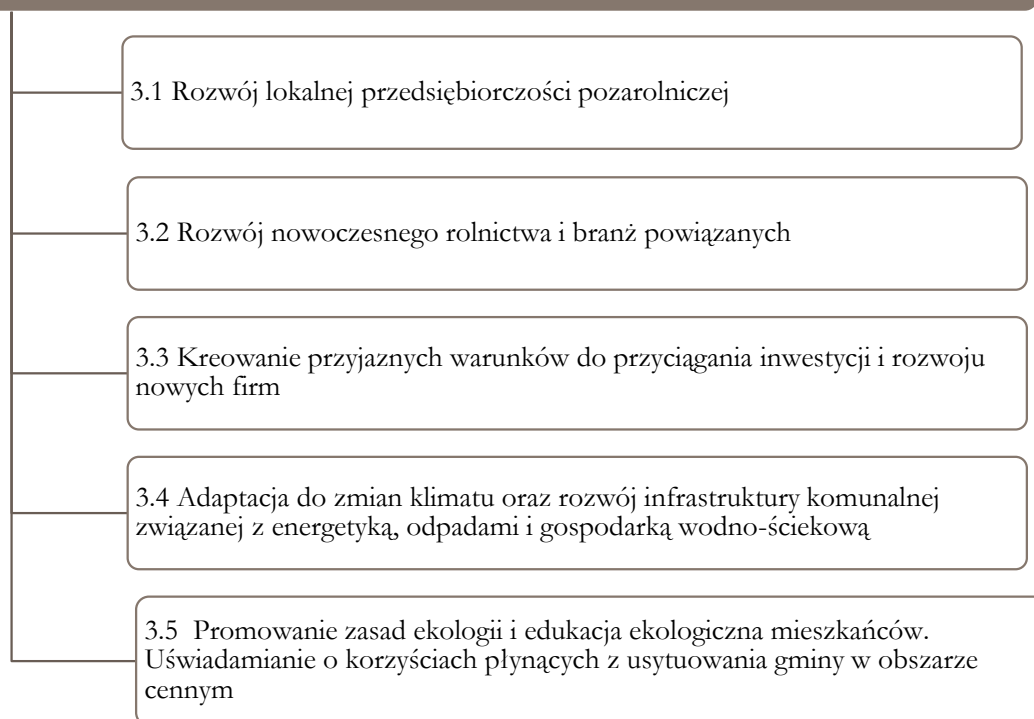 3.1 Rozwój lokalnej przedsiębiorczości pozarolniczej
3.2 Rozwój nowoczesnego rolnictwa i branż powiązanych
3.3 Kreowanie przyjaznych warunków do przyciągania inwestycji i rozwoju
nowych firm
3.4 Adaptacja do zmian klimatu oraz rozwój infrastruktury komunalnej
związanej z energetyką, odpadami i gospodarką wodno-ściekową
3.5 Promowanie zasad ekologii i edukacja ekologiczna mieszkańców.
Uświadamianie o korzyściach płynących z usytuowania gminy w obszarze
cennym